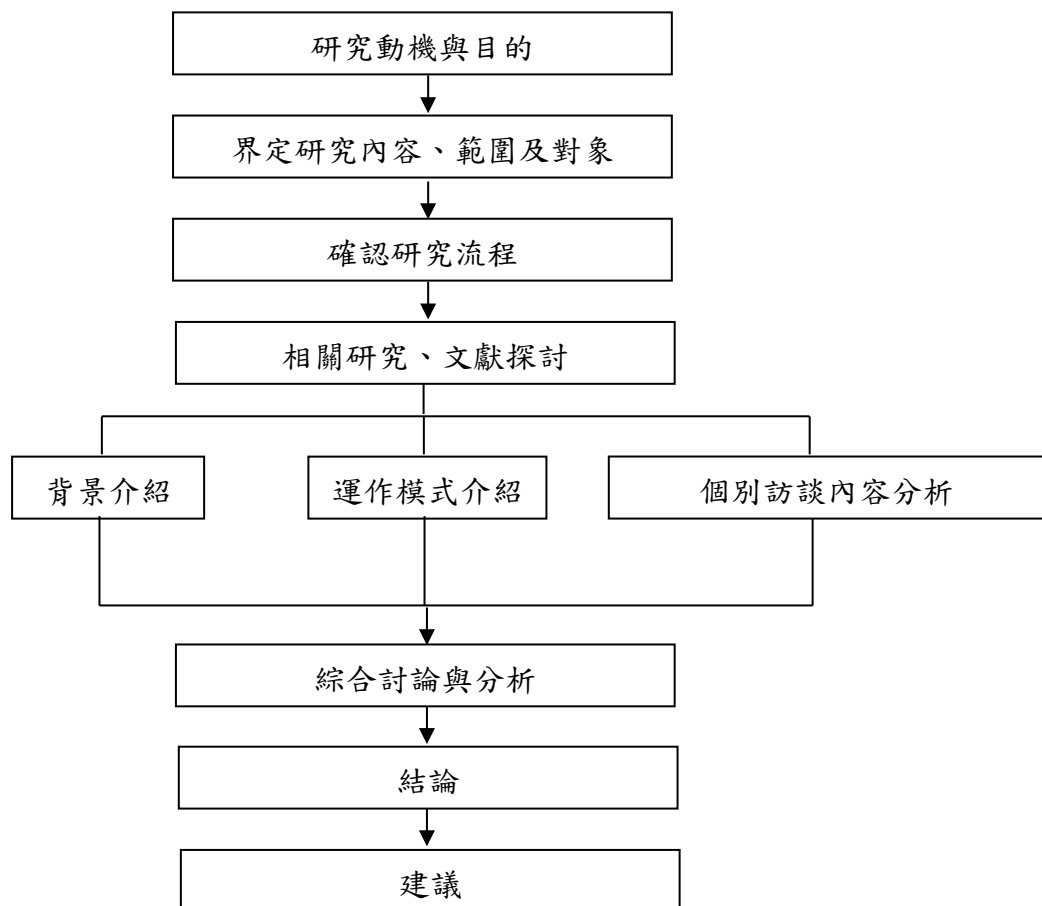 研究動機與目的
界定研究內容、範圍及對象
確認研究流程
相關研究、文獻探討
背景介紹
運作模式介紹
個別訪談內容分析
綜合討論與分析
結論
建議